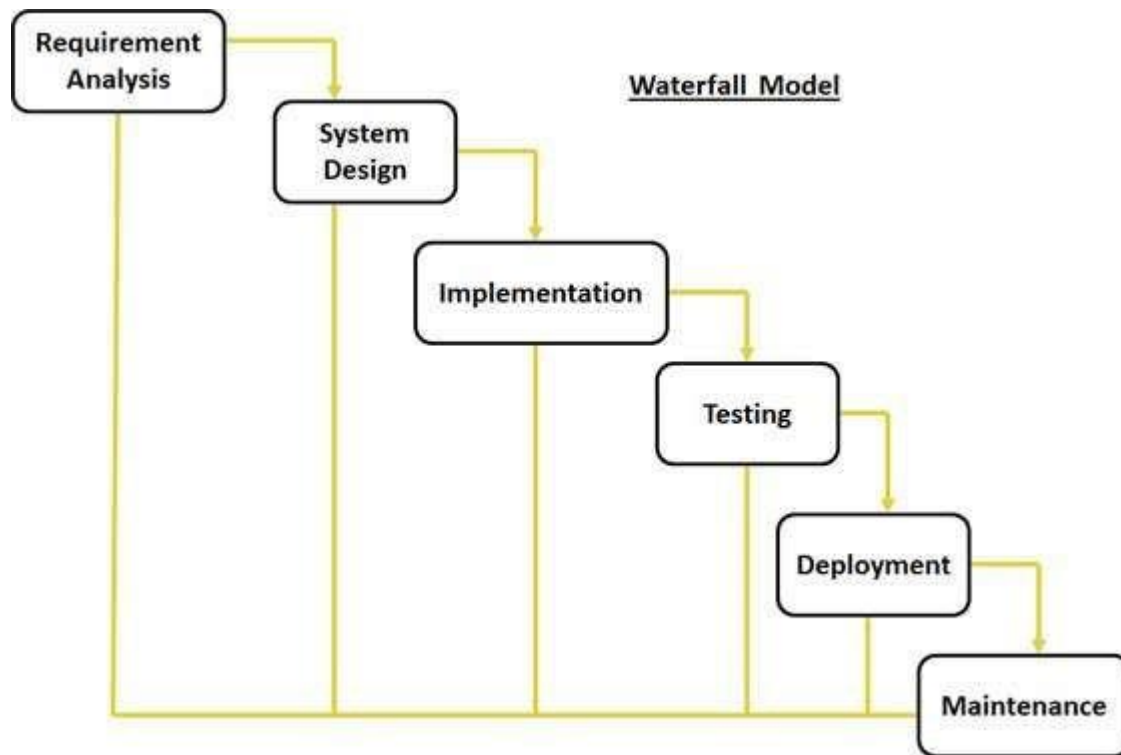 Requirement
Analysis
Waterfall Model
System
Design
Implementation
Testing
Deployment
Maintenance